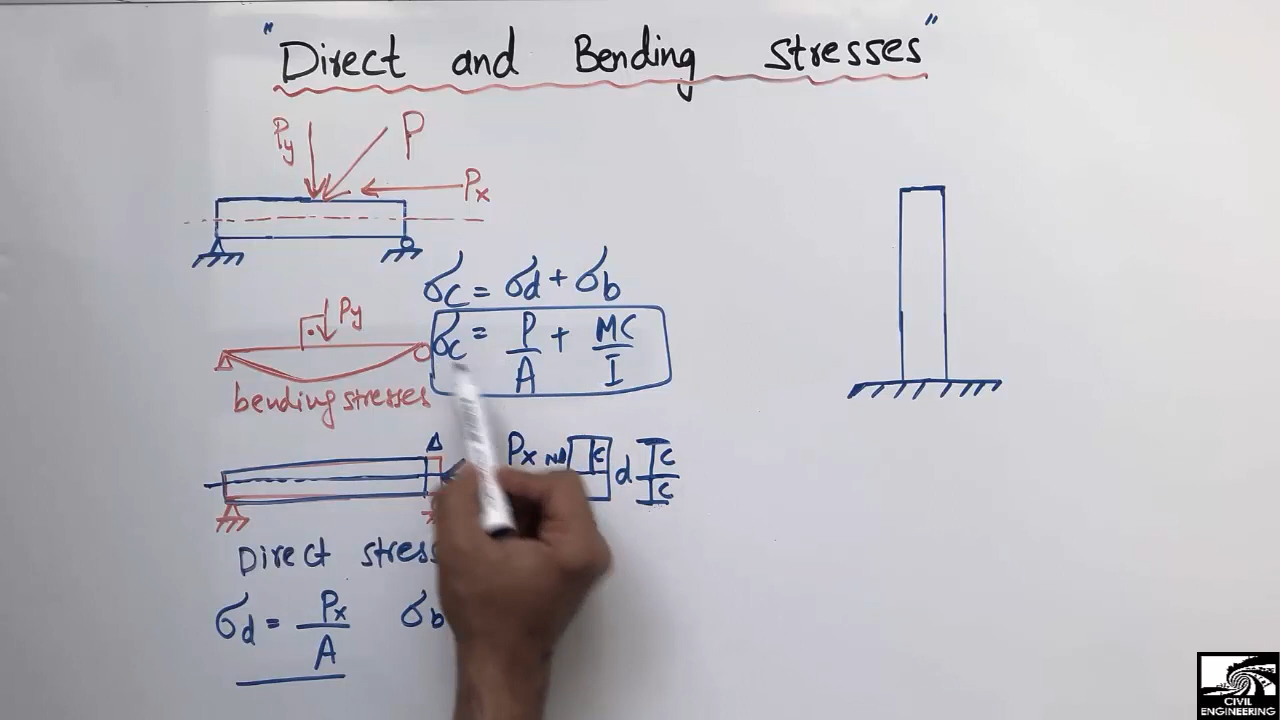 "Direct and Bending stresses"
Py
P
Px
σc = σd + σb
Py
σc = P/A + MC/I
bending stresses
Δ
Px NA C d C
C
Direct stress
σd = Px/A σb
CIVIL
ENGINEERING